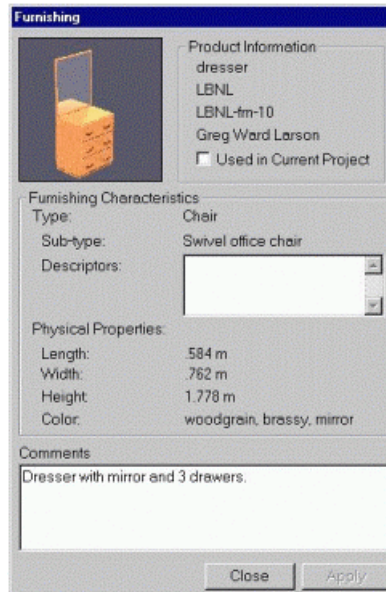 Furnishing
Product Information
dresser
LBNL
LBNL-fm-10
Greg Ward Larson
Used in Current Project
Furnishing Characteristics
Type: Chair
Sub-type: Swivel office chair
Descriptors:
Physical Properties:
Length: .584 m
Width: .762 m
Height: 1.778 m
Color: woodgrain, brassy, mirror
Comments
Dresser with mirror and 3 drawers.
Close Apply